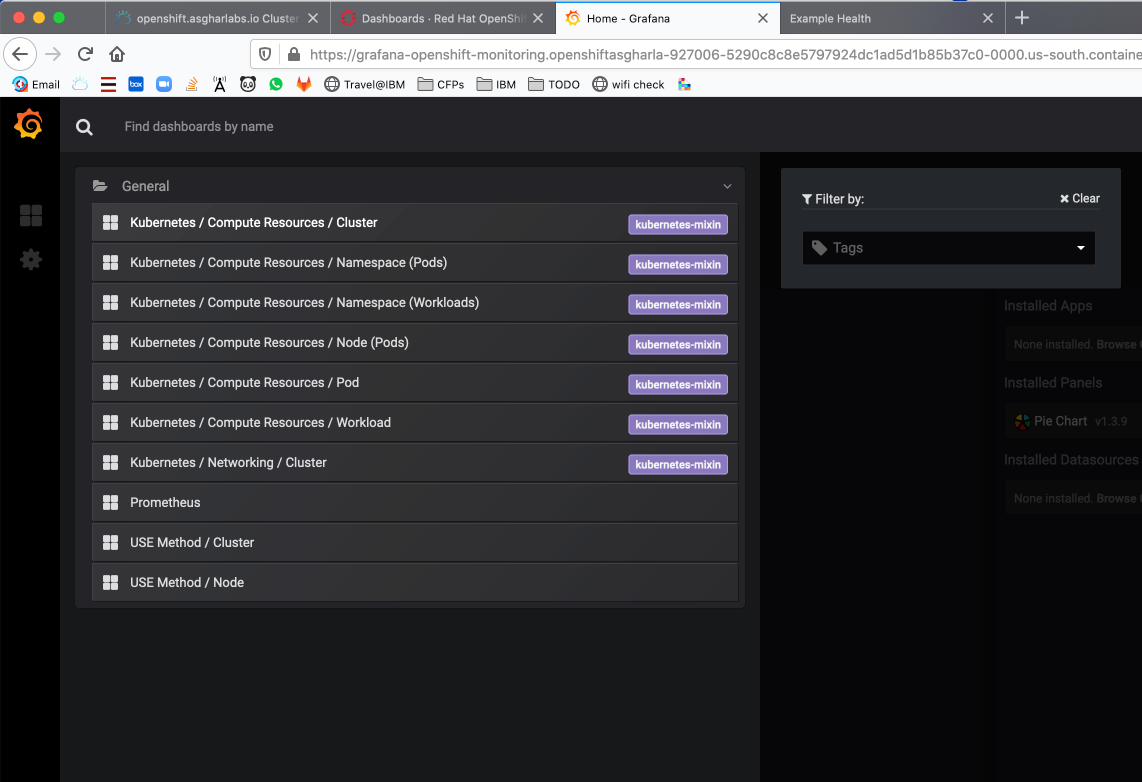 openshift.asgharlabs.io Cluster
Dashboards · Red Hat OpenShi
Home - Grafana
Example Health
https://grafana-openshift-monitoring.openshiftasgharla-927006-5290c8c8e5797924dc1ad5d1b85b37c0-0000.us-south.containe
Email
box
Travel@IBM
CFPs
IBM
TODO
wifi check
Find dashboards by name
General
Kubernetes / Compute Resources / Cluster kubernetes-mixin
Kubernetes / Compute Resources / Namespace (Pods) kubernetes-mixin
Kubernetes / Compute Resources / Namespace (Workloads) kubernetes-mixin
Kubernetes / Compute Resources / Node (Pods) kubernetes-mixin
Kubernetes / Compute Resources / Pod kubernetes-mixin
Kubernetes / Compute Resources / Workload kubernetes-mixin
Kubernetes / Networking / Cluster kubernetes-mixin
Prometheus
USE Method / Cluster
USE Method / Node
Filter by: Clear
Tags
Installed Apps
None installed. Browse
Installed Panels
Pie Chart v1.3.9
Installed Datasources
None installed. Browse